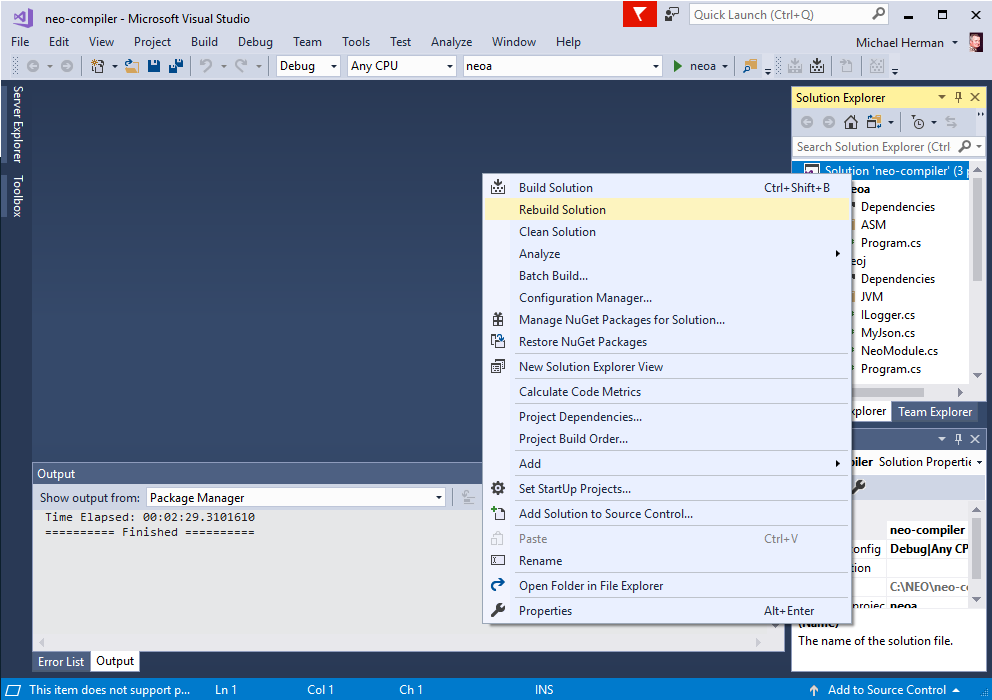 neo-compiler - Microsoft Visual Studio
Quick Launch (Ctrl+Q)
File Edit View Project Build Debug Team Tools Test Analyze Window Help
Michael Herman
Debug Any CPU neoa neoa
Server Explorer
Toolbox
Solution Explorer
Search Solution Explorer (Ctrl
Solution 'neo-compiler' (3 p
Dependencies
ASM
Program.cs
Dependencies
JVM
ILogger.cs
MyJson.cs
NeoModule.cs
Program.cs
xplorer Team Explorer
Build Solution Ctrl+Shift+B
Rebuild Solution
Clean Solution
Analyze
Batch Build...
Configuration Manager...
Manage NuGet Packages for Solution...
Restore NuGet Packages
New Solution Explorer View
Calculate Code Metrics
Project Dependencies...
Project Build Order...
Add
Set StartUp Projects...
Add Solution to Source Control...
Paste Ctrl+V
Rename
Open Folder in File Explorer
Properties Alt+Enter
piler Solution Propertie
neo-compiler
onfig Debug|Any CP
tion
C:\NEO\neo-co
projec neoa
(Name)
The name of the solution file.
Output
Show output from: Package Manager
Time Elapsed: 00:02:29.3101610
========== Finished ==========
Error List Output
This item does not support p... Ln 1 Col 1 Ch 1 INS Add to Source Control